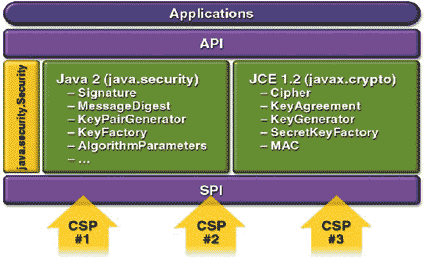 Applications
API
java.security.Security
Java 2 (java.security)
– Signature
– MessageDigest
– KeyPairGenerator
– KeyFactory
– AlgorithmParameters
– ...
JCE 1.2 (javax.crypto)
– Cipher
– KeyAgreement
– KeyGenerator
– SecretKeyFactory
– MAC
SPI
CSP
#1
CSP
#2
CSP
#3